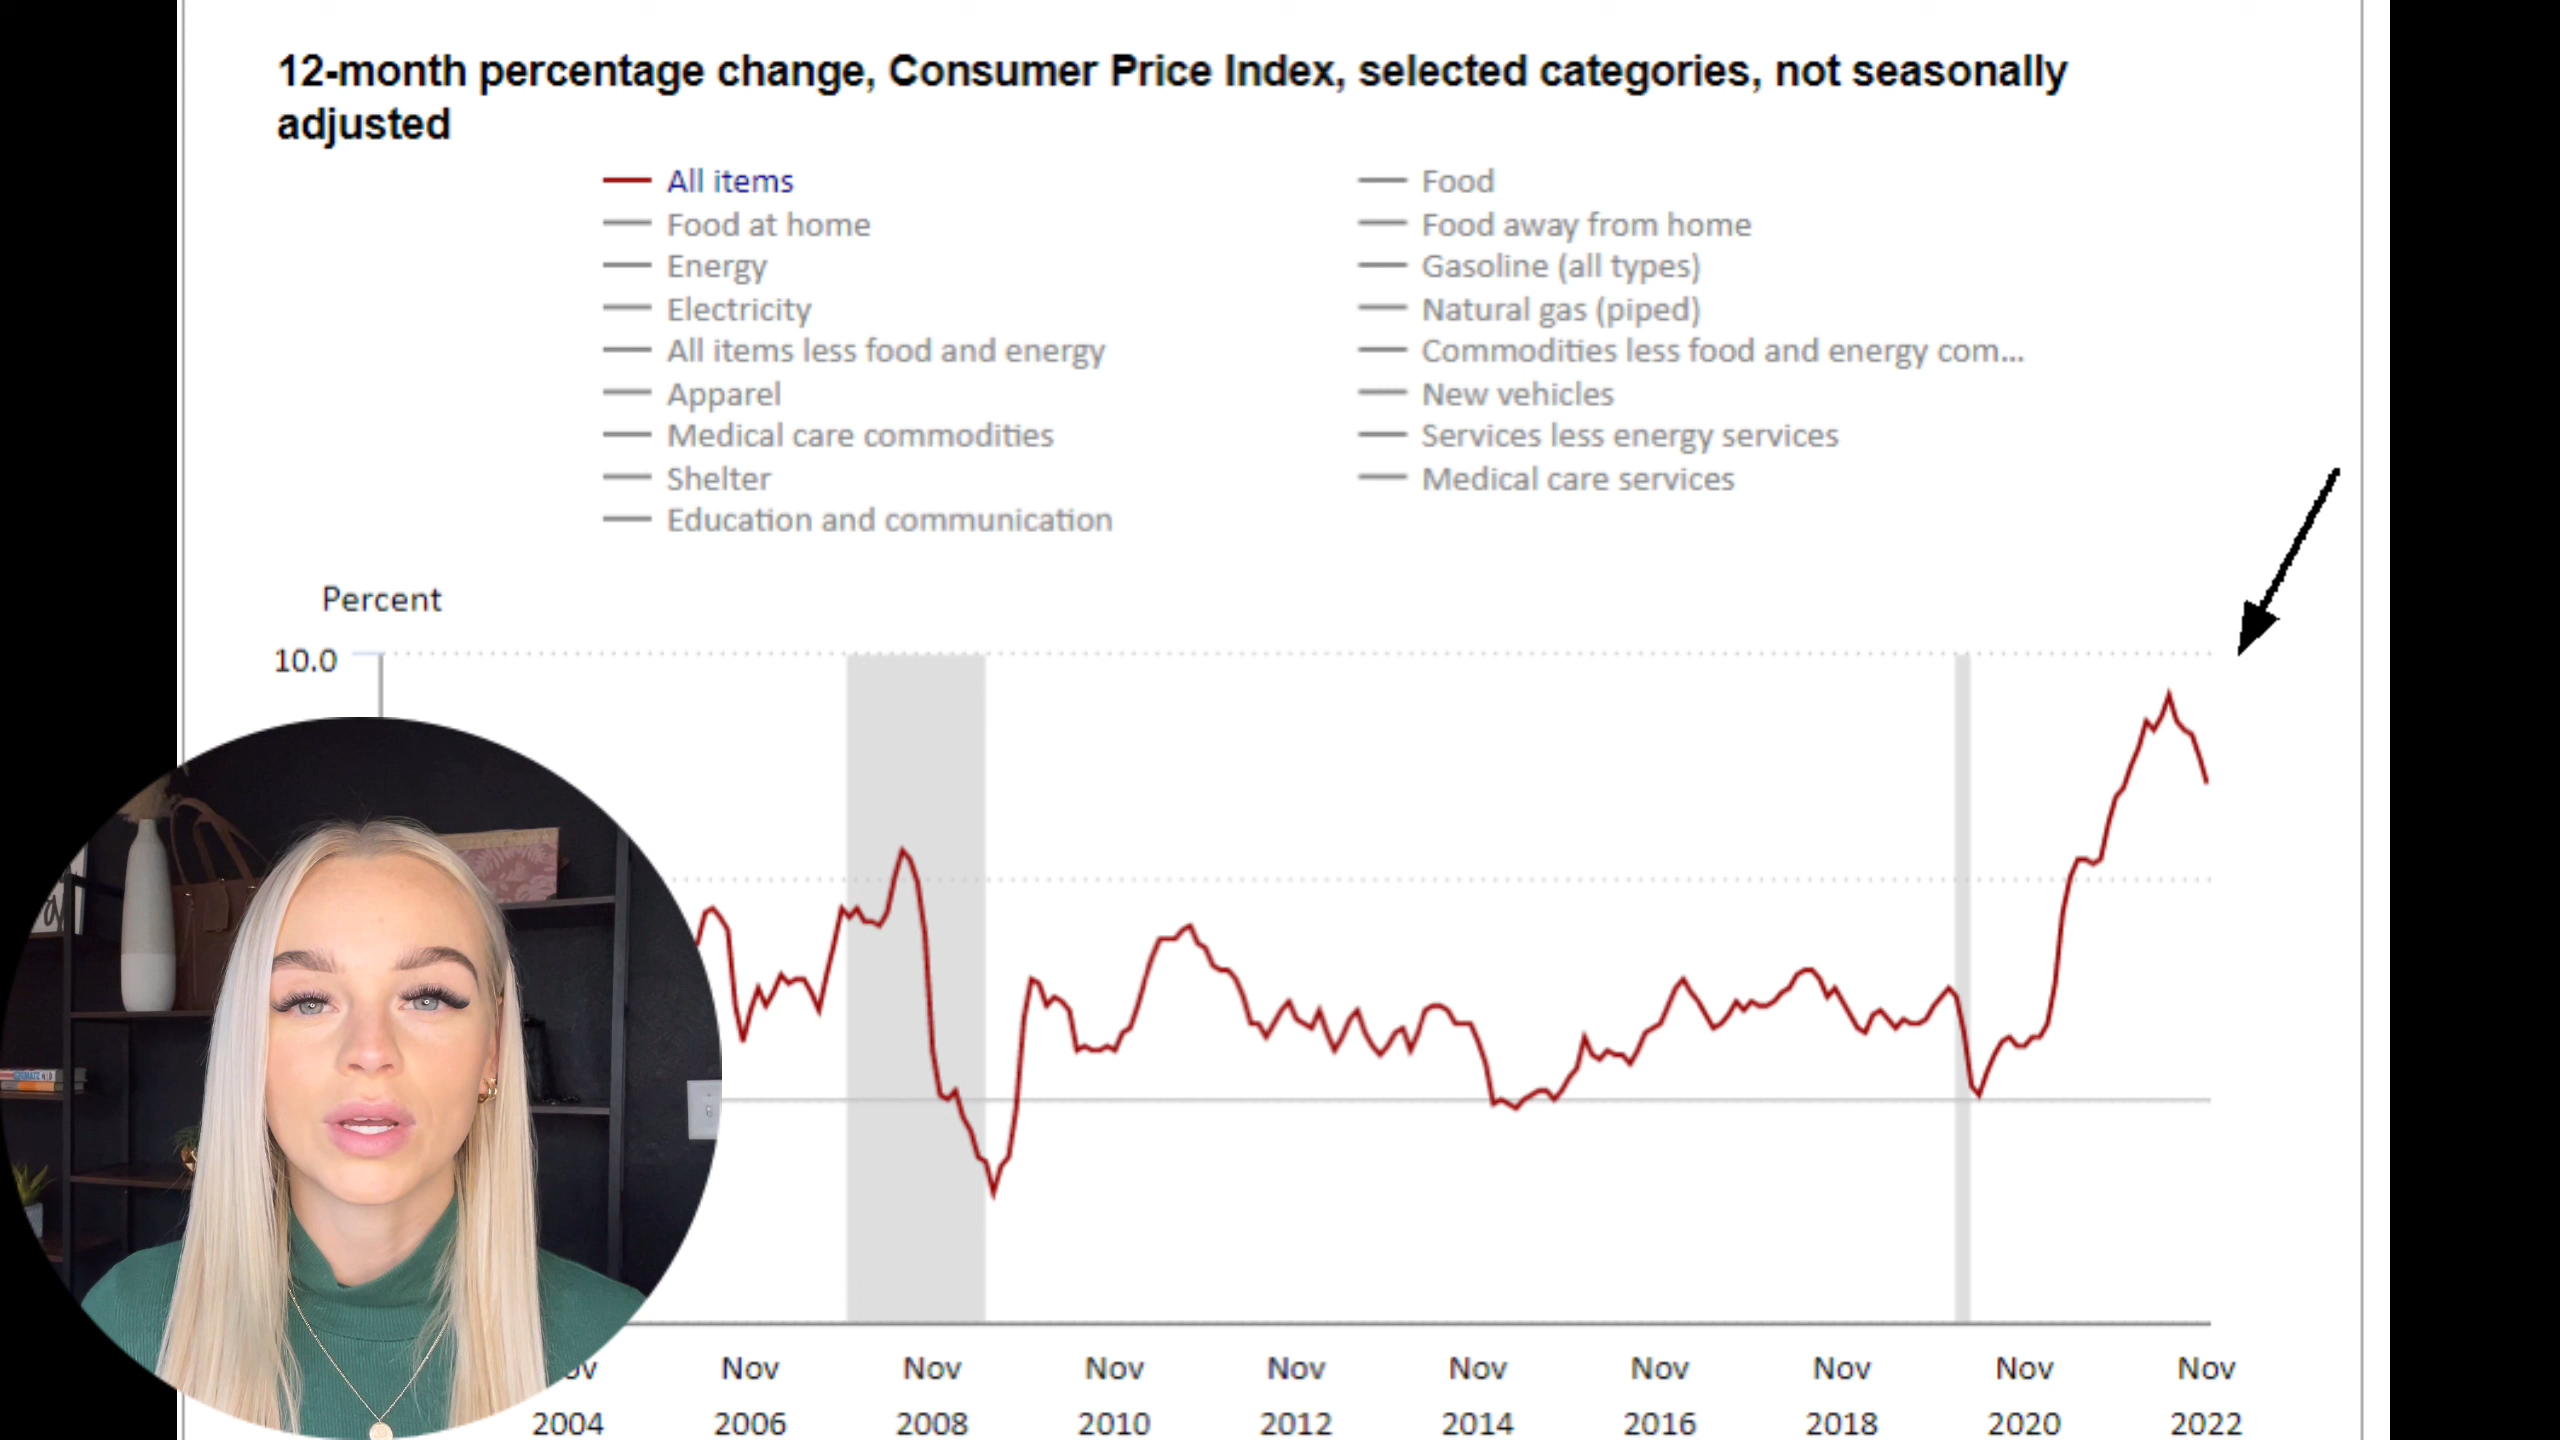 12-month percentage change, Consumer Price Index, selected categories, not seasonally
adjusted
All items
Food
Food at home
Food away from home
Energy
Gasoline (all types)
Electricity
Natural gas (piped)
All items less food and energy
Commodities less food and energy com...
Apparel
New vehicles
Medical care commodities
Services less energy services
Shelter
Medical care services
Education and communication
Percent
10.0
Nov Nov Nov Nov Nov Nov Nov Nov Nov
2004 2006 2008 2010 2012 2014 2016 2018 2020 2022